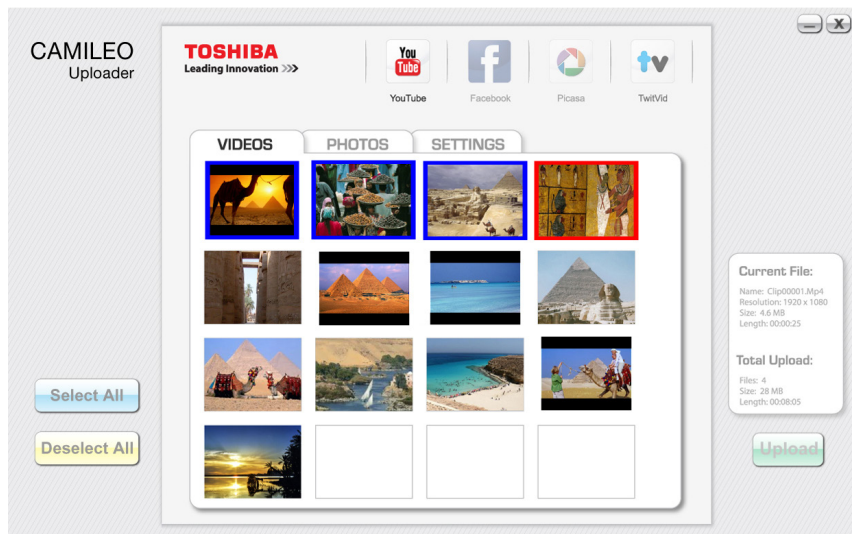 CAMILEO
Uploader
TOSHIBA
Leading Innovation >>>
You
Tube
YouTube
f
Facebook
Picasa
tv
TwitVid
VIDEOS
PHOTOS
SETTINGS
Current File:
Name: Clip00001.Mp4
Resolution: 1920 x 1080
Size: 4.6 MB
Length: 00:00:25
Total Upload:
Files: 4
Size: 28 MB
Length: 00:08:05
Select All
Deselect All
Upload